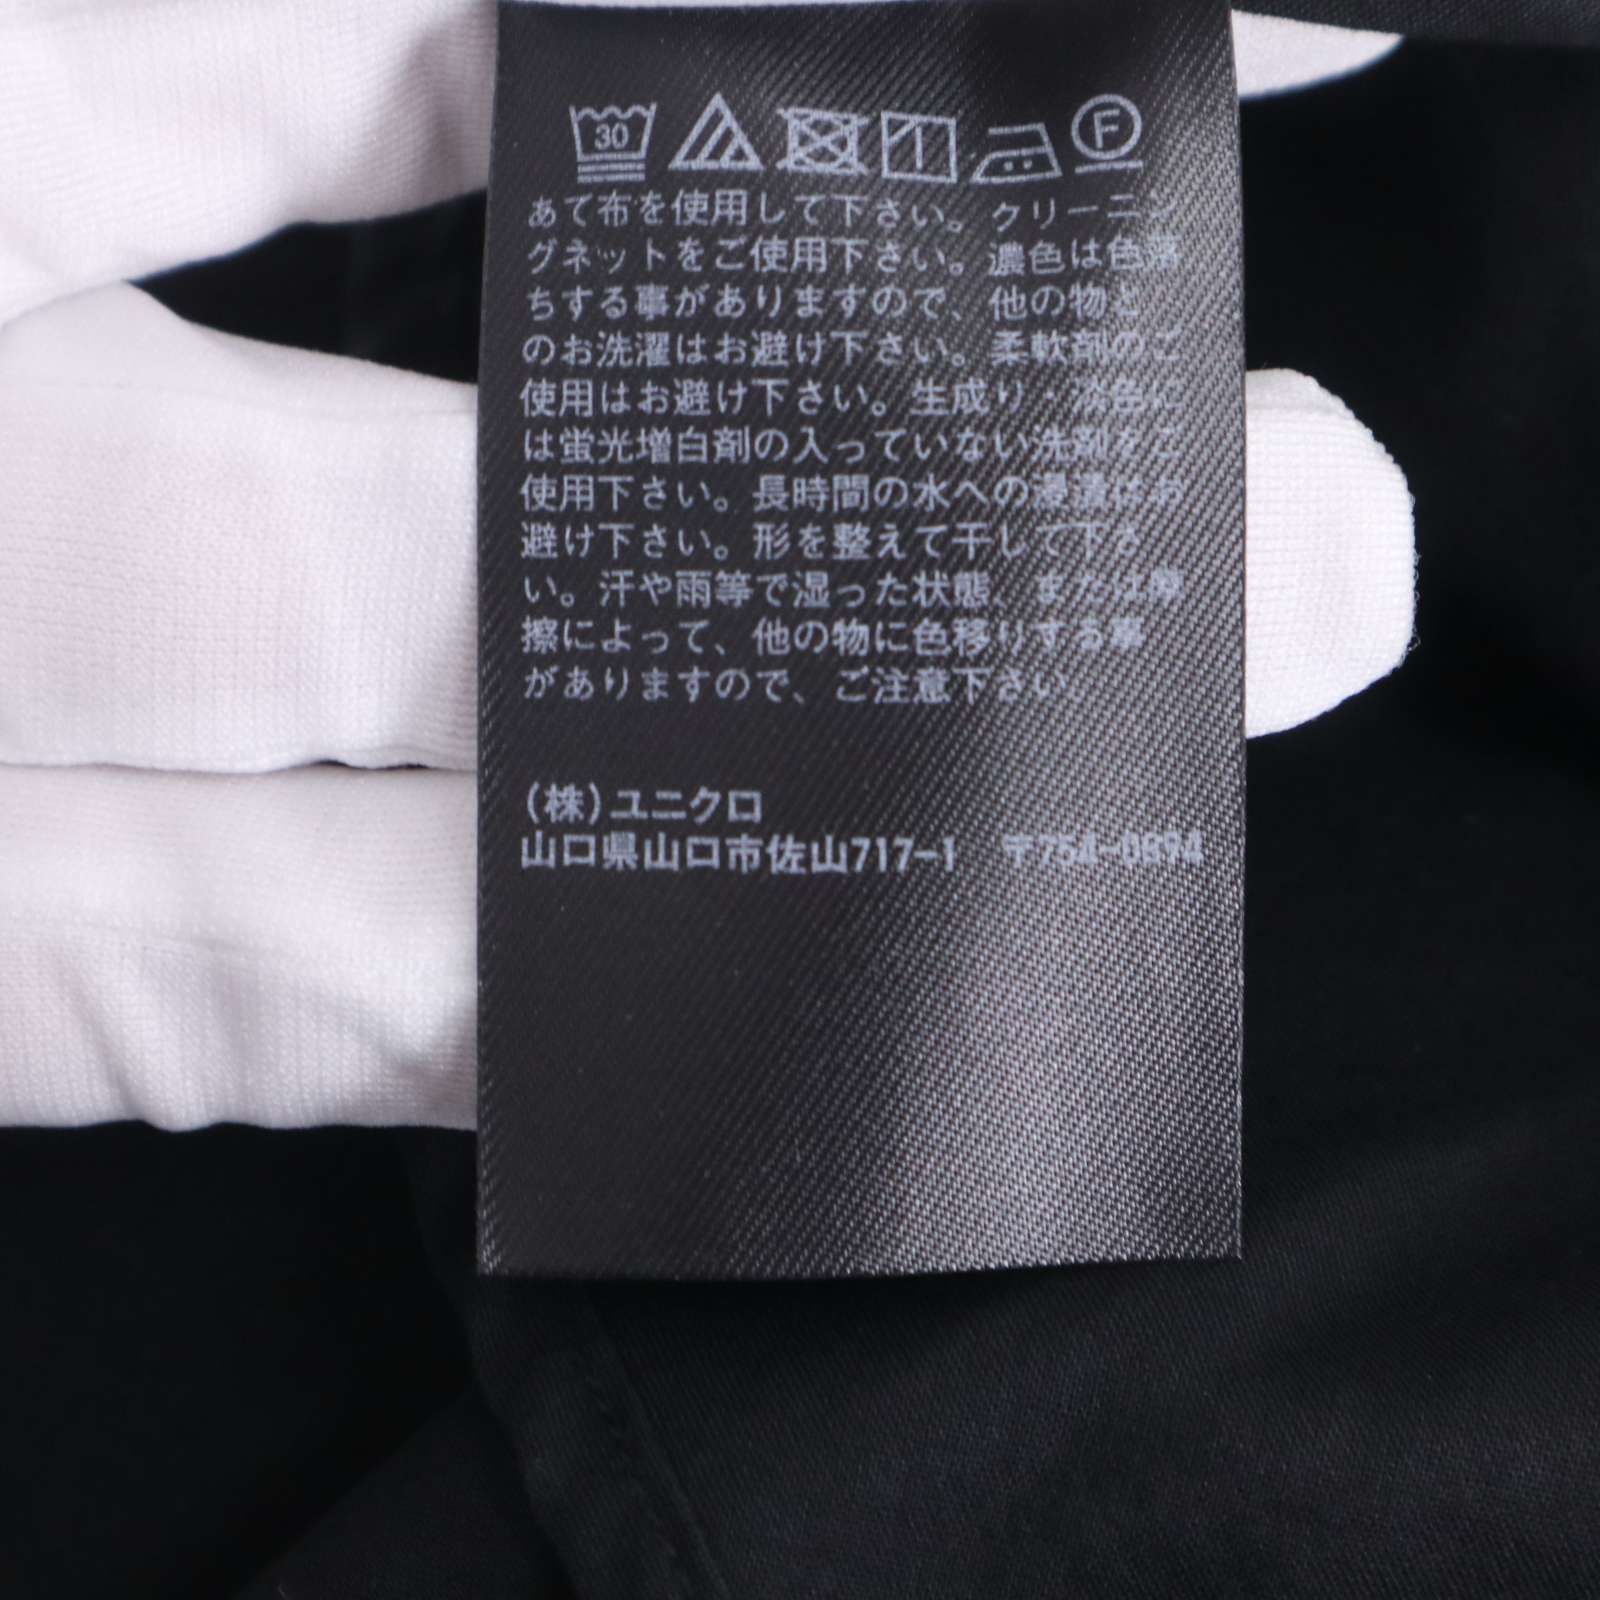 30
F
あて布を使用して下さい。クリーニン
グネットをご使用下さい。濃色は色落
ちする事がありますので、他の物と
のお洗濯はお避け下さい。柔軟剤のご
使用はお避け下さい。生成り・淡色に
は蛍光増白剤の入っていない洗剤をご
使用下さい。長時間の水への浸漬はお
避け下さい。形を整えて干して下さ
い。汗や雨等で湿った状態、または摩
擦によって、他の物に色移りする事
がありますので、ご注意下さい。
(株)ユニクロ
山口県山口市佐山717-1 〒754-0894